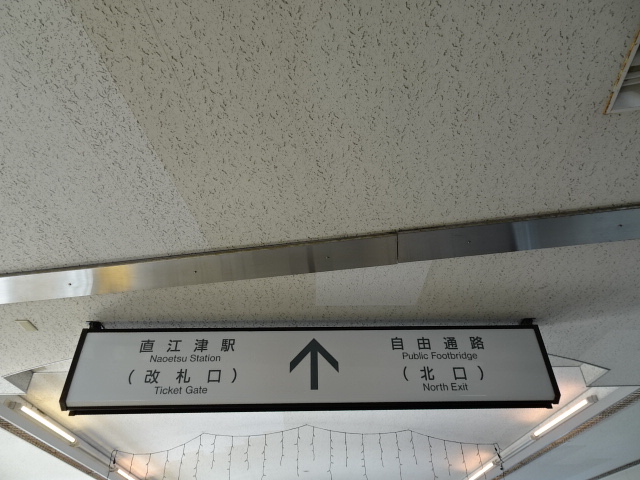 直江津駅
Naoetsu Station
(改札口)
Ticket Gate
自由通路
Public Footbridge
(北口)
North Exit